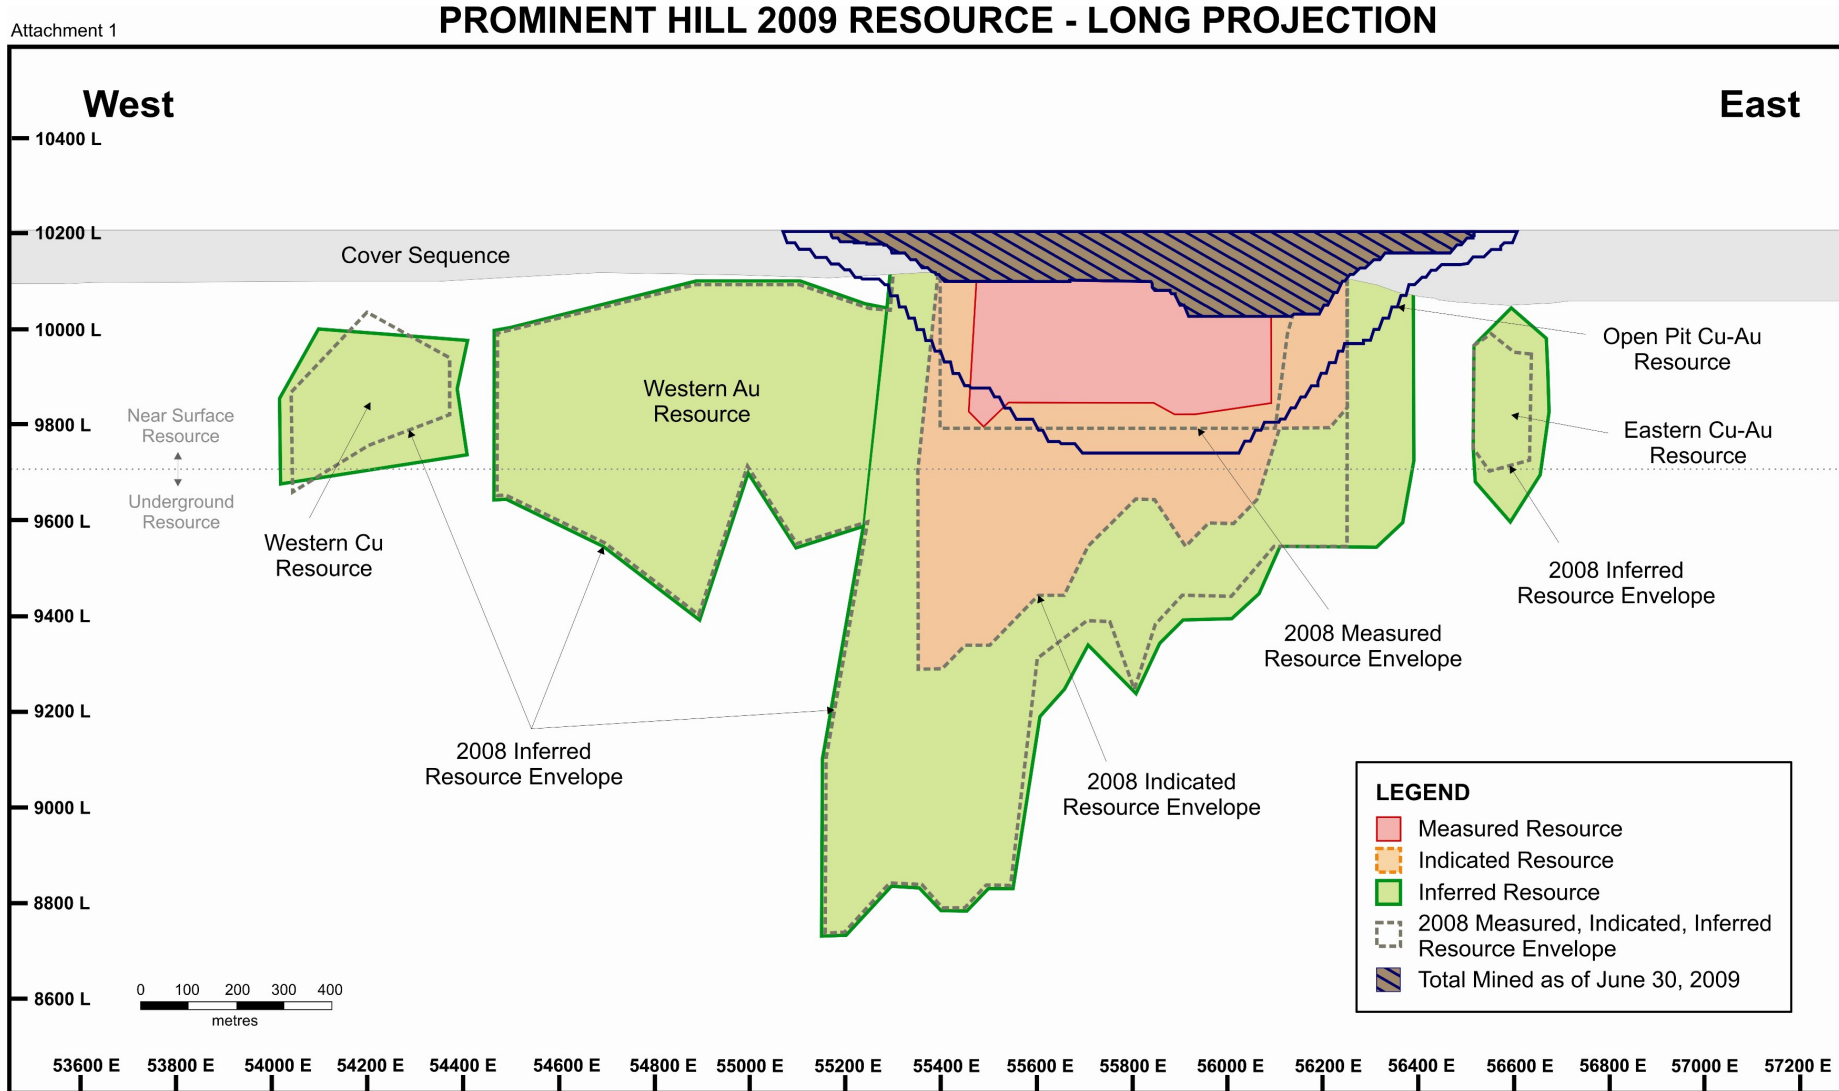 PROMINENT HILL 2009 RESOURCE - LONG PROJECTION
Attachment 1
West
East
10400 L
10200 L
Cover Sequence
10000 L
Open Pit Cu-Au
Resource
Western Au
Resource
Near Surface
Resource
9800 L
Eastern Cu-Au
Resource
Underground
Resource
9600 L
Western Cu
Resource
2008 Inferred
Resource Envelope
9400 L
2008 Measured
Resource Envelope
9200 L
2008 Inferred
Resource Envelope
2008 Indicated
Resource Envelope
9000 L
LEGEND
Measured Resource
Indicated Resource
Inferred Resource
2008 Measured, Indicated, Inferred
Resource Envelope
Total Mined as of June 30, 2009
8800 L
8600 L
0 100 200 300 400
metres
53600 E 53800 E 54000 E 54200 E 54400 E 54600 E 54800 E 55000 E 55200 E 55400 E 55600 E 55800 E 56000 E 56200 E 56400 E 56600 E 56800 E 57000 E 57200 E